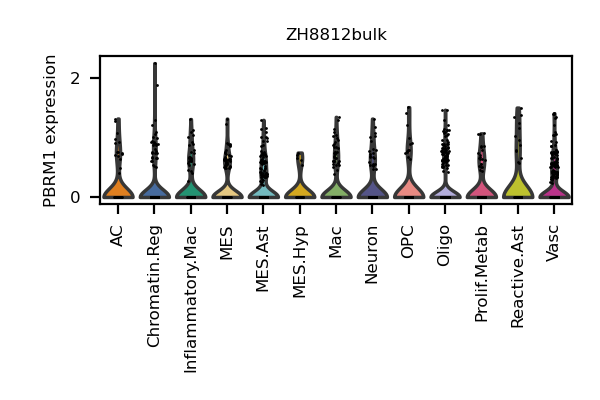 ZH8812bulk
PBRM1 expression
2
0
AC
Chromatin.Reg
Inflammatory.Mac
MES
MES.Ast
MES.Hyp
Mac
Neuron
OPC
Oligo
Prolif.Metab
Reactive.Ast
Vasc